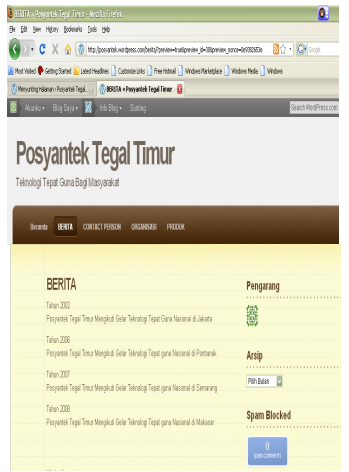 BERITA « Posyantek Tegal Timur - Mozilla Firefox
File Edit View History Bookmarks Tools Help
http://posyantek.wordpress.com/berita/?preview=true&preview_id=38&preview_nonce=
Google
Most Visited Getting Started Latest Headlines Customize Links Free Hotmail Windows Marketplace Windows Media Windows
Menyunting Halaman ‹ Posyantek Tegal... BERITA « Posyantek Tegal Timur
Akunku Blog Saya Info Blog Sunting Search WordPress.com
Posyantek Tegal Timur
Teknologi Tepat Guna Bagi Masyarakat
Beranda BERITA CONTACT PERSON ORGANISASI PRODUK
BERITA
Tahun 2002
Posyantek Tegal Timur Mengikuti Gelar Teknologi Tepat Guna Nasional di Jakarta
Tahun 2006
Posyantek Tegal Timur Mengikuti Gelar Teknologi Tepat guna Nasional di Pontianak
Tahun 2007
Posyantek Tegal Timur Mengikuti Gelar Teknologi Tepat guna Nasional di Semarang
Tahun 2008
Posyantek Tegal Timur Mengikuti Gelar Teknologi Tepat guna Nasional di Makasar
Pengarang
Arsip
Pilih Bulan
Spam Blocked
0
spam comments